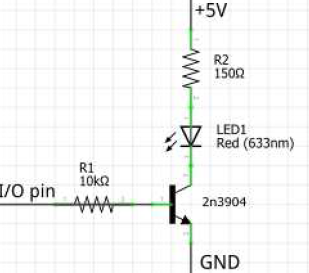 +5V
R2
150Ω
LED1
Red (633nm)
R1
10kΩ
I/O pin
2n3904
GND